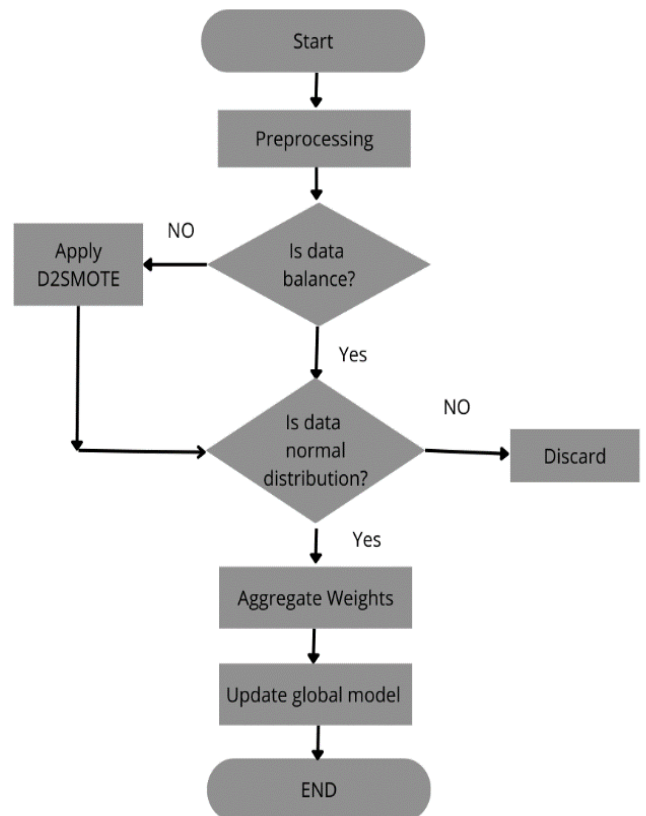 Start
Preprocessing
NO
Apply
D2SMOTE
Is data
balance?
Yes
NO
Is data
normal
distribution?
Discard
Yes
Aggregate Weights
Update global model
END